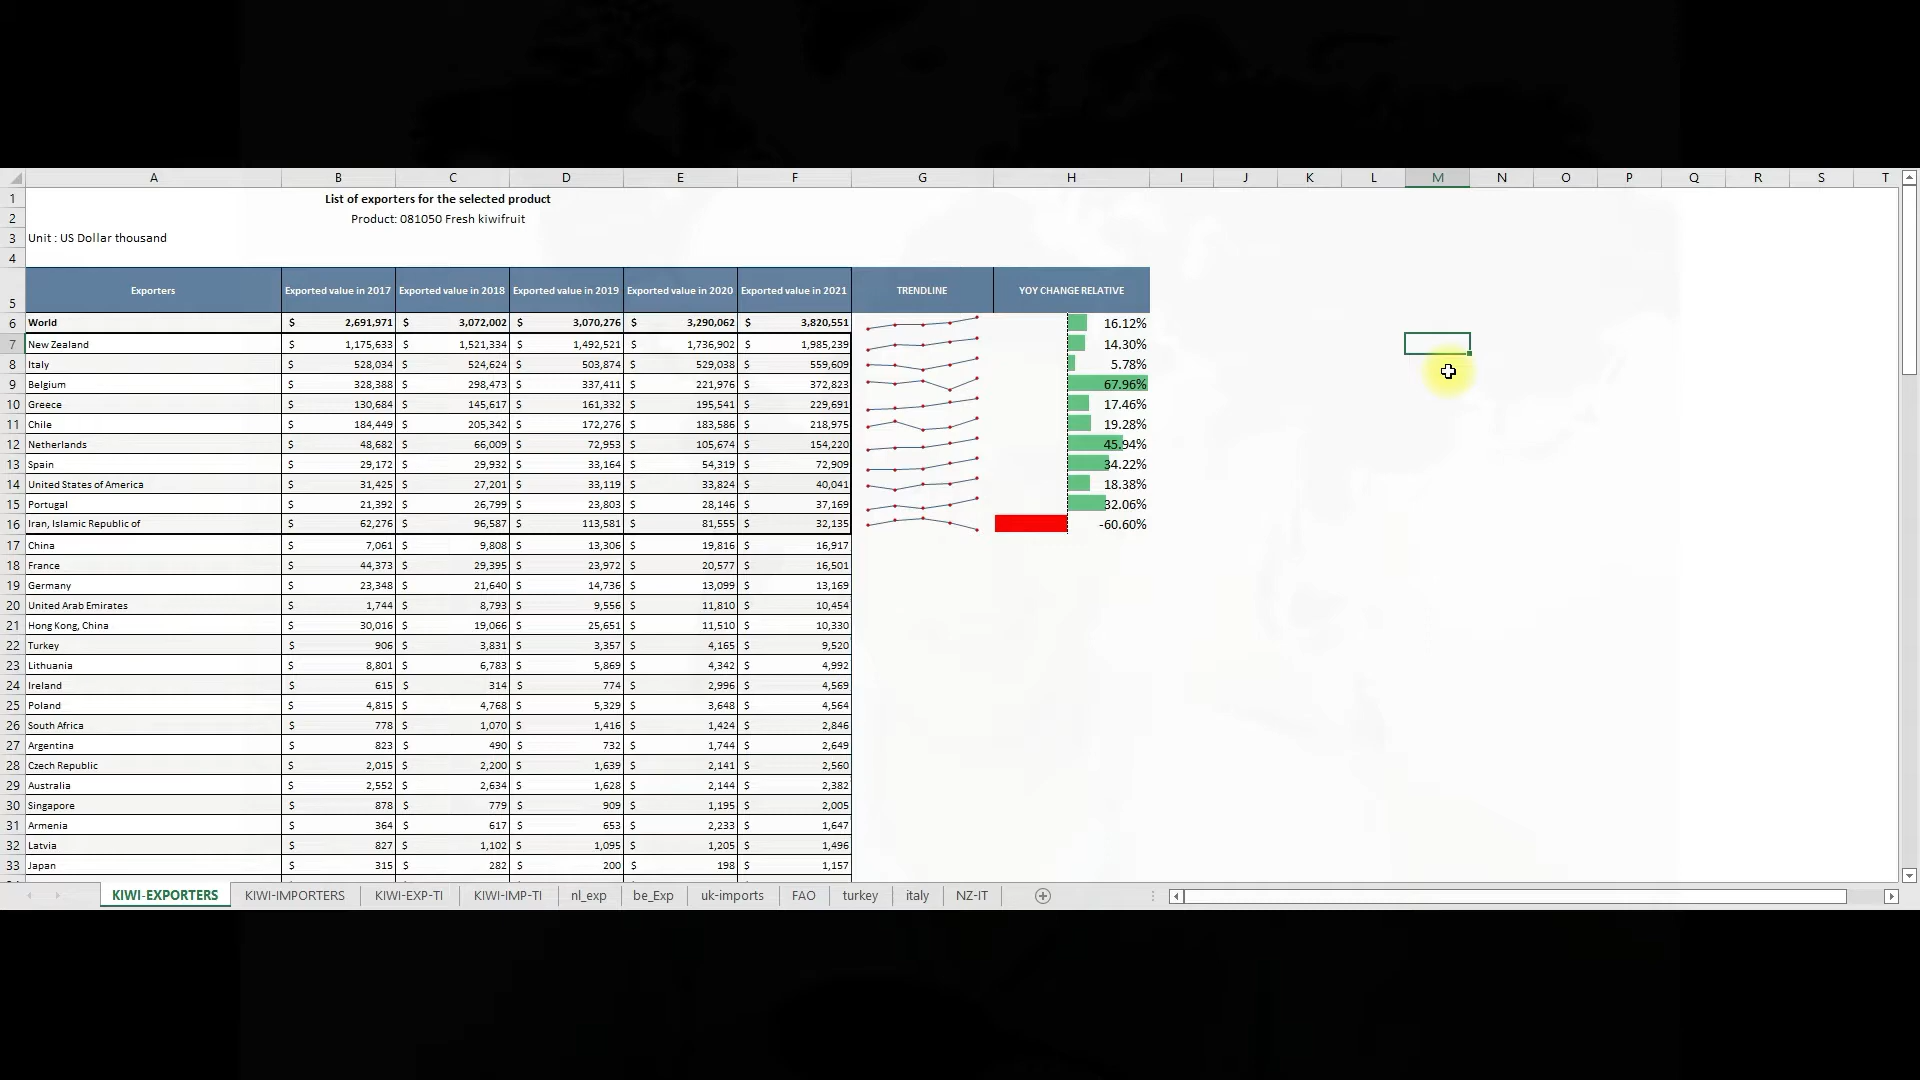 A B C D E F G H I J K L M N O P Q R S T
1 List of exporters for the selected product
2 Product: 081050 Fresh kiwifruit
3 Unit : US Dollar thousand
4
5 Exporters Exported value in 2017 Exported value in 2018 Exported value in 2019 Exported value in 2020 Exported value in 2021 TRENDLINE YOY CHANGE RELATIVE
6 World $ 2,691,971 $ 3,072,002 $ 3,070,276 $ 3,290,062 $ 3,820,551 16.12%
7 New Zealand $ 1,175,633 $ 1,521,334 $ 1,492,521 $ 1,736,902 $ 1,985,239 14.30%
8 Italy $ 528,034 $ 524,624 $ 503,874 $ 529,038 $ 559,609 5.78%
9 Belgium $ 328,388 $ 298,473 $ 337,411 $ 221,976 $ 372,823 67.96%
10 Greece $ 130,684 $ 145,617 $ 161,332 $ 195,541 $ 229,691 17.46%
11 Chile $ 184,449 $ 205,342 $ 172,276 $ 183,586 $ 218,975 19.28%
12 Netherlands $ 48,682 $ 66,009 $ 72,953 $ 105,674 $ 154,220 45.94%
13 Spain $ 29,172 $ 29,932 $ 33,164 $ 54,319 $ 72,909 34.22%
14 United States of America $ 31,425 $ 27,201 $ 33,119 $ 33,824 $ 40,041 18.38%
15 Portugal $ 21,392 $ 26,799 $ 23,803 $ 28,146 $ 37,169 32.06%
16 Iran, Islamic Republic of $ 62,276 $ 96,587 $ 113,581 $ 81,555 $ 32,135 -60.60%
17 China $ 7,061 $ 9,808 $ 13,306 $ 19,816 $ 16,917
18 France $ 44,373 $ 29,395 $ 23,972 $ 20,577 $ 16,501
19 Germany $ 23,348 $ 21,640 $ 14,736 $ 13,099 $ 13,169
20 United Arab Emirates $ 1,744 $ 8,793 $ 9,556 $ 11,810 $ 10,454
21 Hong Kong, China $ 30,016 $ 19,066 $ 25,651 $ 11,510 $ 10,330
22 Turkey $ 906 $ 3,831 $ 3,357 $ 4,165 $ 9,520
23 Lithuania $ 8,801 $ 6,783 $ 5,869 $ 4,342 $ 4,992
24 Ireland $ 615 $ 314 $ 774 $ 2,996 $ 4,569
25 Poland $ 4,815 $ 4,768 $ 5,329 $ 3,648 $ 4,564
26 South Africa $ 778 $ 1,070 $ 1,416 $ 1,424 $ 2,846
27 Argentina $ 823 $ 490 $ 732 $ 1,744 $ 2,649
28 Czech Republic $ 2,015 $ 2,200 $ 1,639 $ 2,141 $ 2,560
29 Australia $ 2,552 $ 2,634 $ 1,628 $ 2,144 $ 2,382
30 Singapore $ 878 $ 779 $ 909 $ 1,195 $ 2,005
31 Armenia $ 364 $ 617 $ 653 $ 2,233 $ 1,647
32 Latvia $ 827 $ 1,102 $ 1,095 $ 1,205 $ 1,496
33 Japan $ 315 $ 282 $ 200 $ 198 $ 1,157
KIWI-EXPORTERS KIWI-IMPORTERS KIWI-EXP-TI KIWI-IMP-TI nl_exp be_Exp uk-imports FAO turkey italy NZ-IT